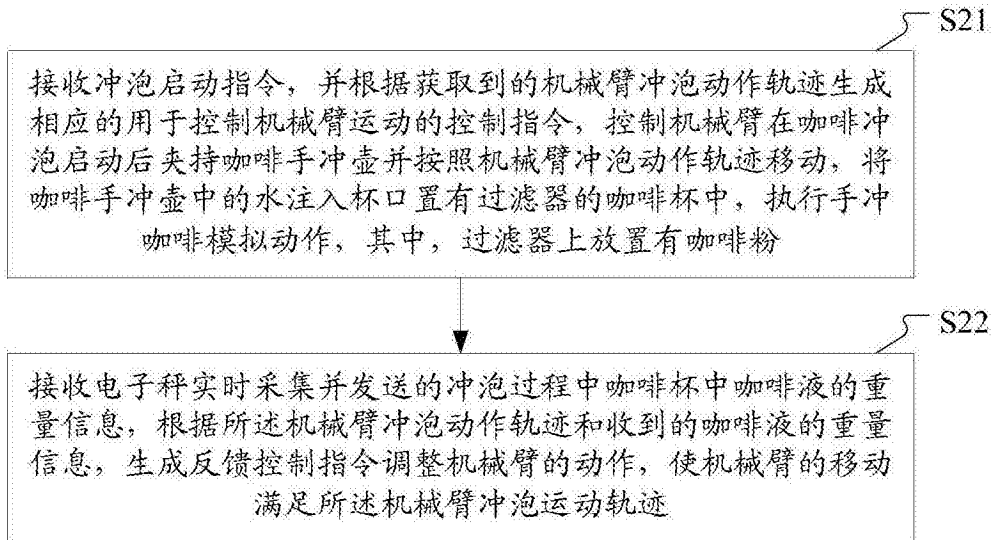 S21
接收冲泡启动指令，并根据获取到的机械臂冲泡动作轨迹生成
相应的用于控制机械臂运动的控制指令，控制机械臂在咖啡冲
泡启动后夹持咖啡手冲壶并按照机械臂冲泡动作轨迹移动，将
咖啡手冲壶中的水注入杯口置有过滤器的咖啡杯中，执行手冲
咖啡模拟动作，其中，过滤器上放置有咖啡粉
S22
接收电子秤实时采集并发送的冲泡过程中咖啡杯中咖啡液的重
量信息，根据所述机械臂冲泡动作轨迹和收到的咖啡液的重量
信息，生成反馈控制指令调整机械臂的动作，使机械臂的移动
满足所述机械臂冲泡运动轨迹